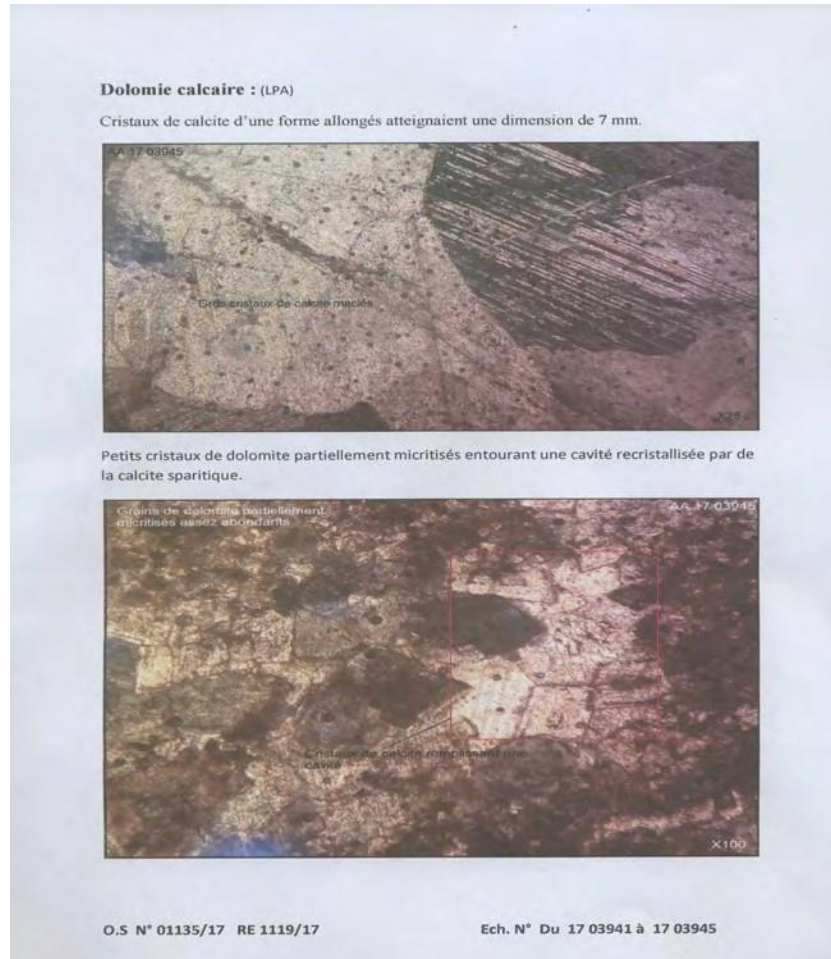 Dolomie calcaire : (LPA)
Cristaux de calcite d'une forme allongés atteignaient une dimension de 7 mm.
AA 17 03945
Gros cristaux de calcite maclés
X25
Petits cristaux de dolomite partiellement micritisés entourant une cavité recristallisée par de
la calcite sparitique.
Grains de dolomite partiellement
micritisés assez abondants
AA 17 03945
Cristaux de calcite remplissant une
cavité
X100
O.S N° 01135/17 RE 1119/17
Ech. N° Du 17 03941 à 17 03945